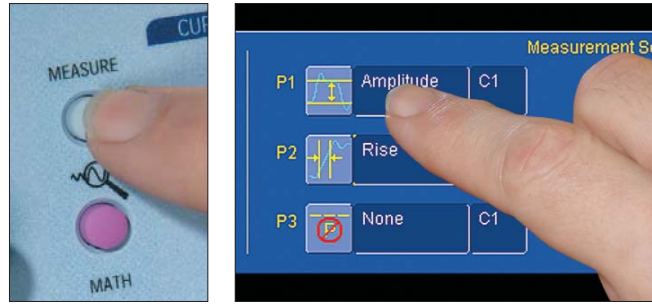 CUR
MEASURE
MATH
Measurement Se
P1 Amplitude C1
P2 Rise
P3 None C1